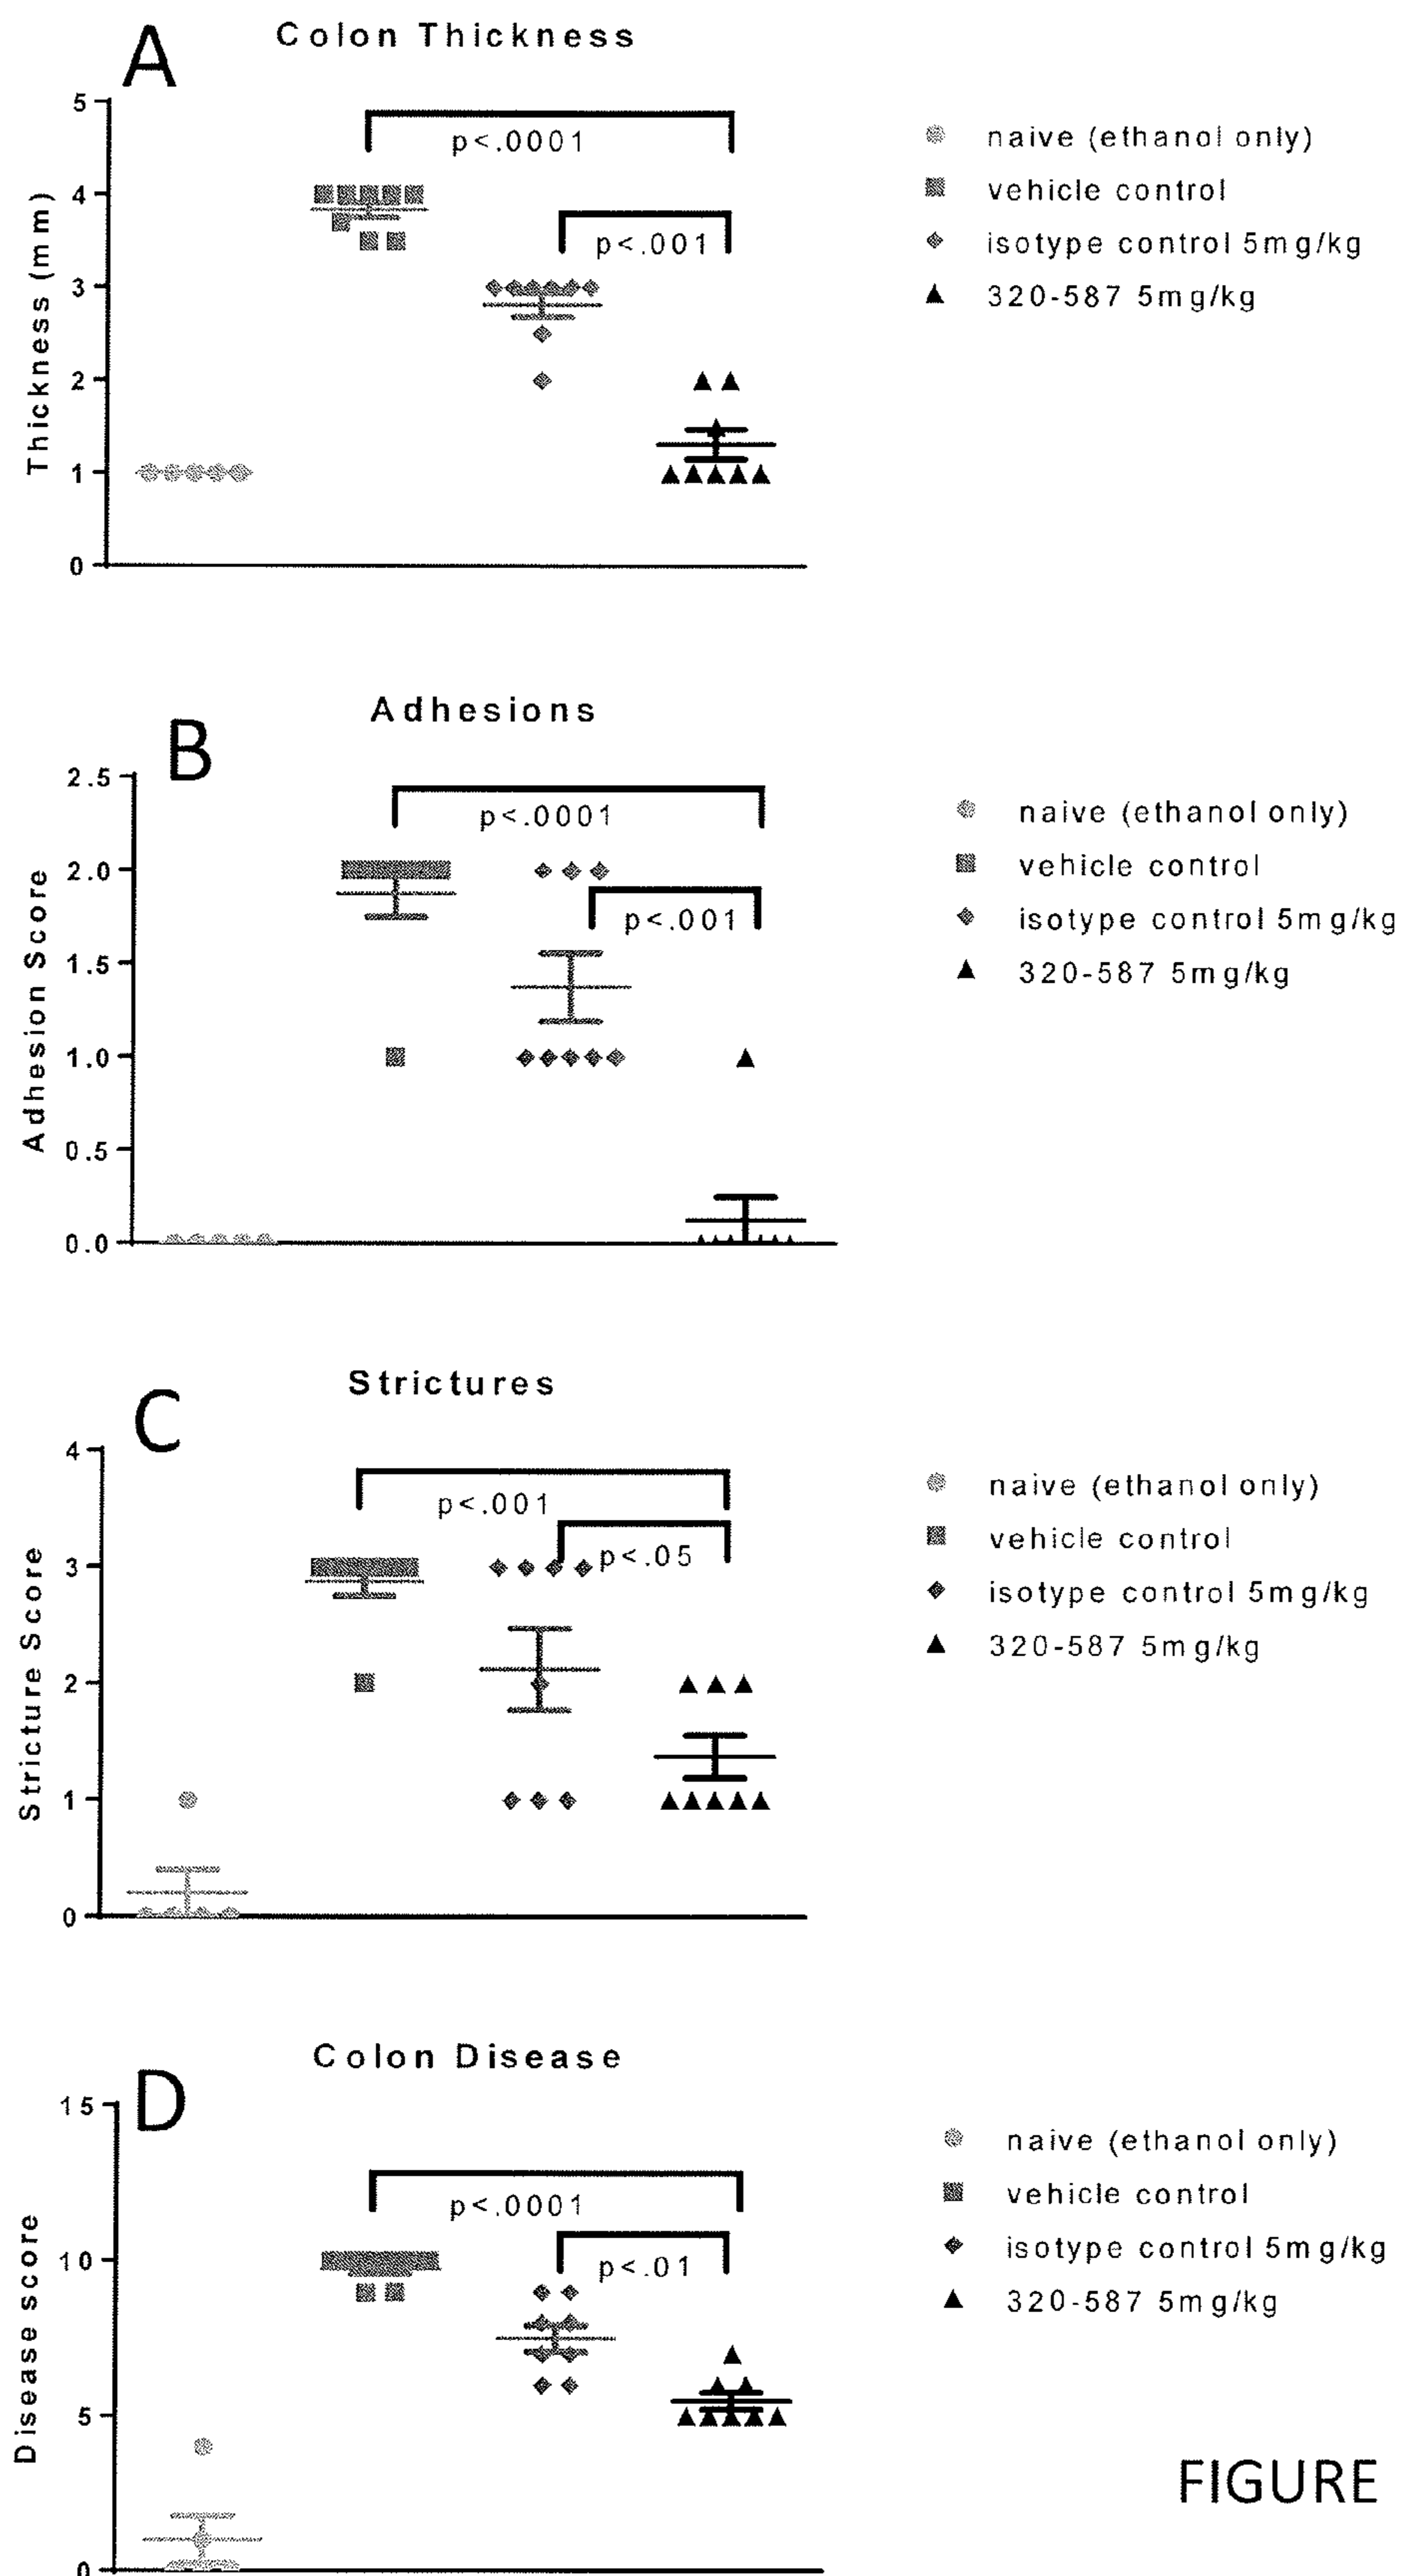 A
Colon Thickness
5
4
3
2
1
0
Thickness (mm)
p<.0001
p<.001
naive (ethanol only)
vehicle control
isotype control 5mg/kg
320-587 5mg/kg
B
Adhesions
2.5
2.0
1.5
1.0
0.5
0.0
Adhesion Score
p<.0001
p<.001
naive (ethanol only)
vehicle control
isotype control 5mg/kg
320-587 5mg/kg
C
Strictures
4
3
2
1
0
Stricture Score
p<.001
p<.05
naive (ethanol only)
vehicle control
isotype control 5mg/kg
320-587 5mg/kg
D
Colon Disease
15
10
5
0
Disease score
p<.0001
p<.01
naive (ethanol only)
vehicle control
isotype control 5mg/kg
320-587 5mg/kg
FIGURE